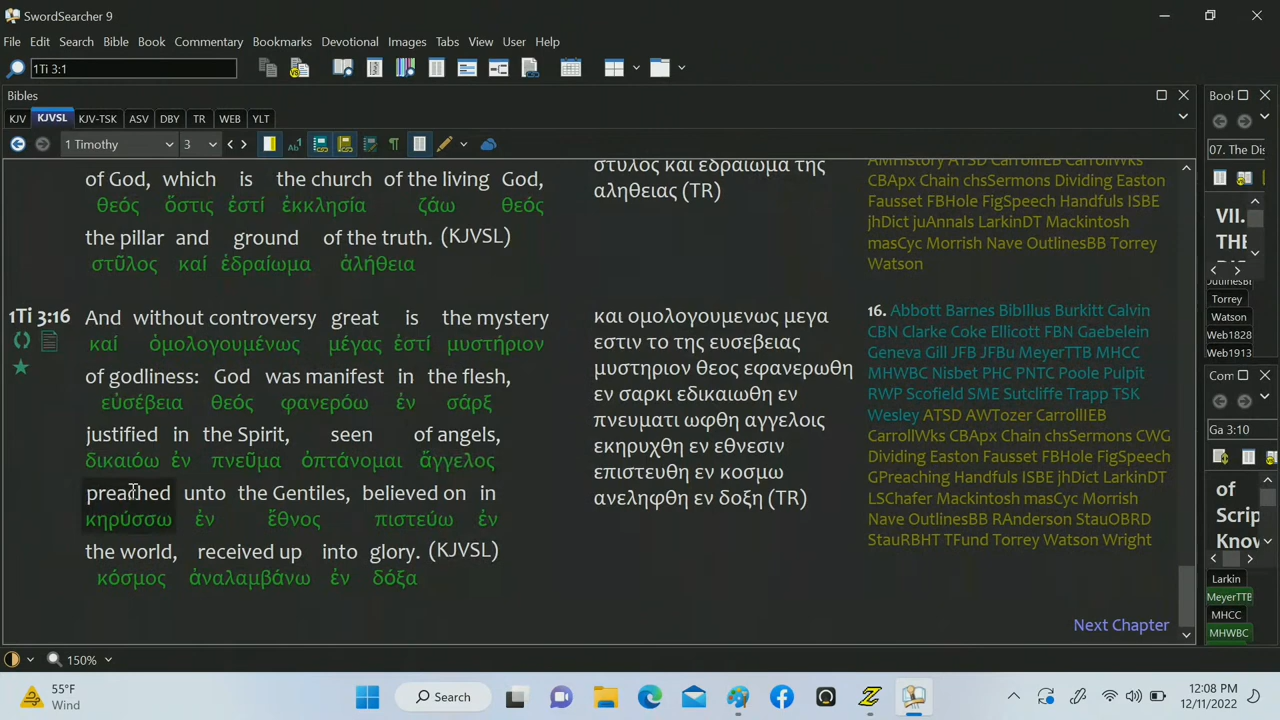 SwordSearcher 9
File Edit Search Bible Book Commentary Bookmarks Devotional Images Tabs View User Help
1Ti 3:1
Bibles
KJV KJVSL KJV-TSK ASV DBY TR WEB YLT
1 Timothy 3
of God, which is the church of the living God,
θεός ὅστις ἐστί ἐκκλησία ζάω θεός
the pillar and ground of the truth. (KJVSL)
στῦλος καί ἑδραίωμα ἀλήθεια
1Ti 3:16 And without controversy great is the mystery
καί ὁμολογουμένως μέγας ἐστί μυστήριον
of godliness: God was manifest in the flesh,
εὐσέβεια θεός φανερόω ἐν σάρξ
justified in the Spirit, seen of angels,
δικαιόω ἐν πνεῦμα ὀπτάνομαι ἄγγελος
preached unto the Gentiles, believed on in
κηρύσσω ἐν ἔθνος πιστεύω ἐν
the world, received up into glory. (KJVSL)
κόσμος ἀναλαμβάνω ἐν δόξα
στυλος και εδραιωμα της
αληθειας (TR)
και ομολογουμενως μεγα
εστιν το της ευσεβειας
μυστηριον θεος εφανερωθη
εν σαρκι εδικαιωθη εν
πνευματι ωφθη αγγελοις
εκηρυχθη εν εθνεσιν
επιστευθη εν κοσμω
ανεληφθη εν δοξη (TR)
AMHistory ATSD CarrollIEB CarrollWks
CBApx Chain chsSermons Dividing Easton
Fausset FBHole FigSpeech Handfuls ISBE
jhDict juAnnals LarkinDT Mackintosh
masCyc Morrish Nave OutlinesBB Torrey
Watson
16. Abbott Barnes BibIllus Burkitt Calvin
CBN Clarke Coke Ellicott FBN Gaebelein
Geneva Gill JFB JFBu MeyerTTB MHCC
MHWBC Nisbet PHC PNTC Poole Pulpit
RWP Scofield SME Sutcliffe Trapp TSK
Wesley ATSD AWTozer CarrollIEB
CarrollWks CBApx Chain chsSermons CWG
Dividing Easton Fausset FBHole FigSpeech
GPreaching Handfuls ISBE jhDict LarkinDT
LSChafer Mackintosh masCyc Morrish
Nave OutlinesBB RAnderson StauOBRD
StauRBHT TFund Torrey Watson Wright
Next Chapter
Bool
07. The Dis
VII.
THE
OutlinesB
Torrey
Watson
Web1828
Web1913
Com
Ga 3:10
of
Scrip
Know
Larkin
MeyerTTB
MHCC
MHWBC
150%
55°F
Wind
Search
12:08 PM
12/11/2022